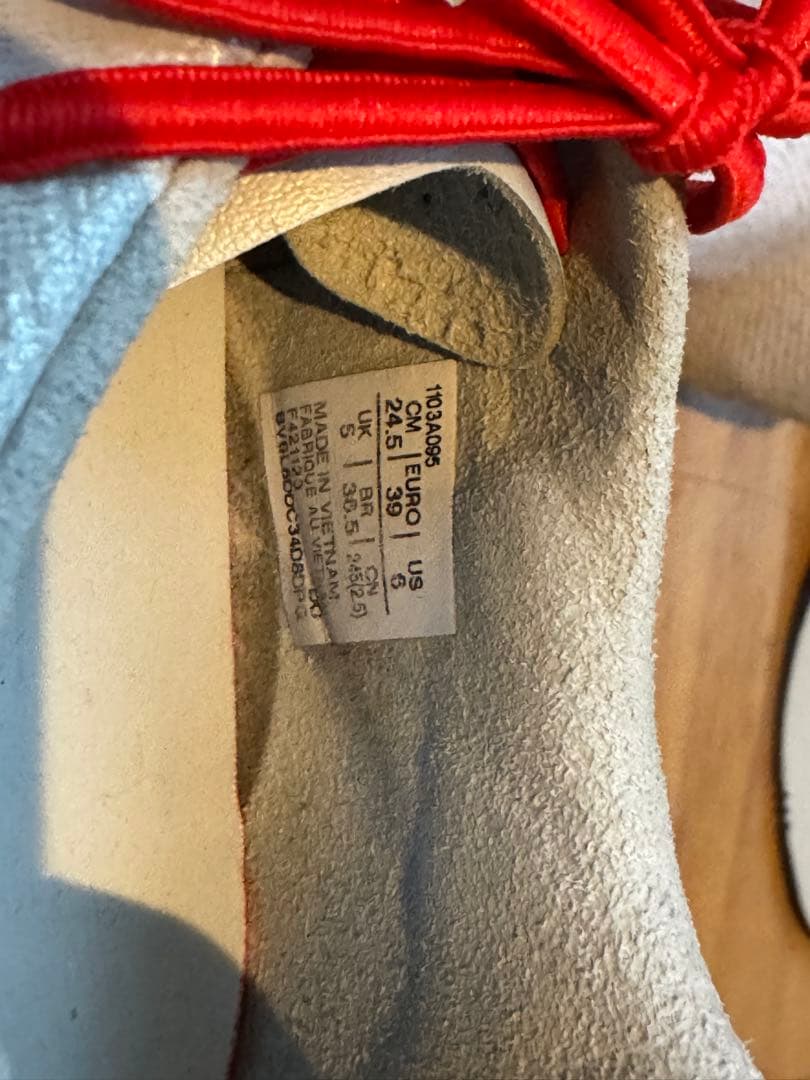 1103A095
CM | EURO | US
24.5 | 39 6
UK | BR | CN
5 | 36.5 | 245(2.5)
MADE IN VIETNAM
FABRIQUE AU